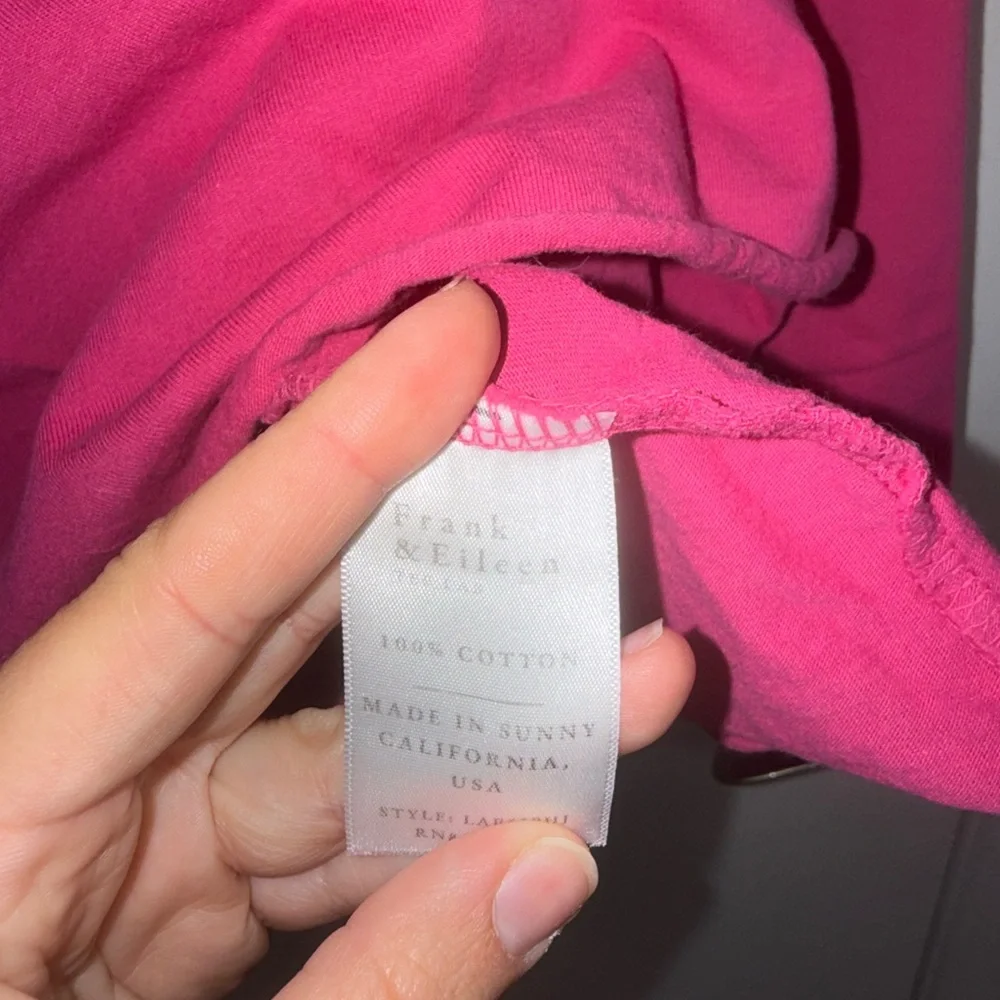 Frank
& Eileen
100% COTTON
MADE IN SUNNY
CALIFORNIA,
USA
STYLE: